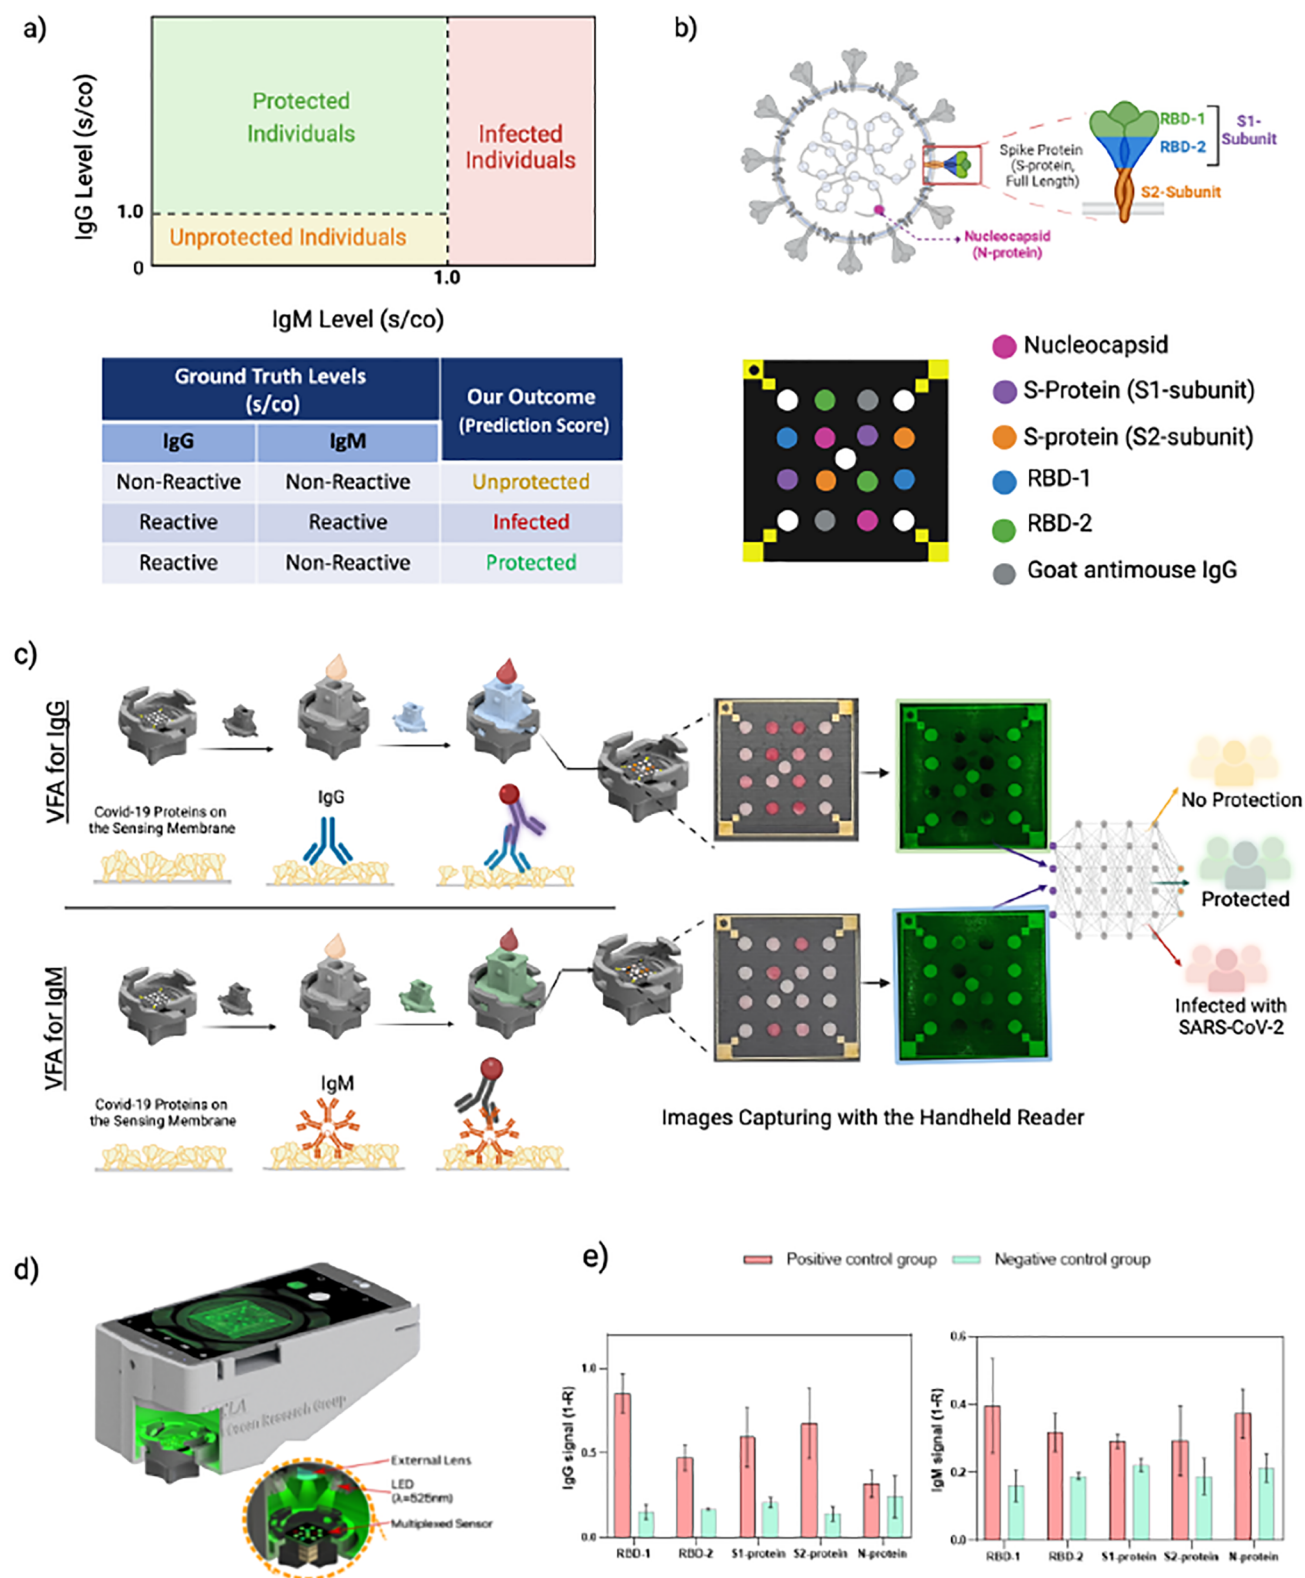 a)
IgG Level (s/co)
Protected
Individuals
Infected
Individuals
1.0
Unprotected Individuals
0
1.0
IgM Level (s/co)
Ground Truth Levels
(s/co)
Our Outcome
(Prediction Score)
IgG
IgM
Non-Reactive
Non-Reactive
Unprotected
Reactive
Reactive
Infected
Reactive
Non-Reactive
Protected
b)
Spike Protein
(S-protein,
Full Length)
RBD-1
RBD-2
S1-
Subunit
S2-Subunit
Nucleocapsid
(N-protein)
Nucleocapsid
S-Protein (S1-subunit)
S-protein (S2-subunit)
RBD-1
RBD-2
Goat antimouse IgG
c)
VFA for IgG
Covid-19 Proteins on
the Sensing Membrane
IgG
No Protection
Protected
Infected with
SARS-CoV-2
VFA for IgM
Covid-19 Proteins on
the Sensing Membrane
IgM
Images Capturing with the Handheld Reader
d)
UCLA
Ozcan Research Group
External Lens
LED
(λ=525nm)
Multiplexed Sensor
e)
Positive control group
Negative control group
IgG signal (1-R)
1.0
0.5
0.0
RBD-1
RBD-2
S1-protein
S2-protein
N-protein
IgM signal (1-R)
0.6
0.4
0.2
0.0
RBD-1
RBD-2
S1-protein
S2-protein
N-protein